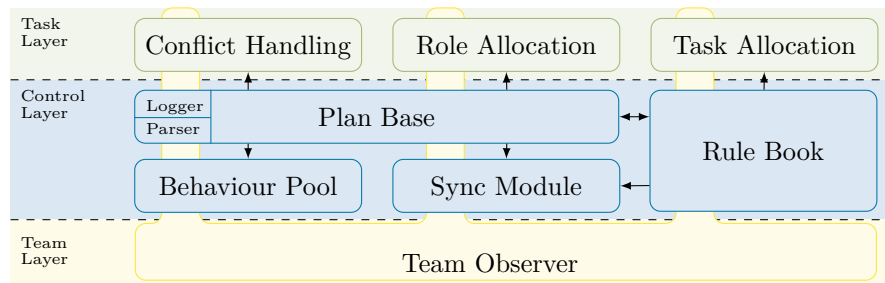 Task
Layer
Conflict Handling
Role Allocation
Task Allocation
Control
Layer
Logger
Parser
Plan Base
Rule Book
Behaviour Pool
Sync Module
Team
Layer
Team Observer